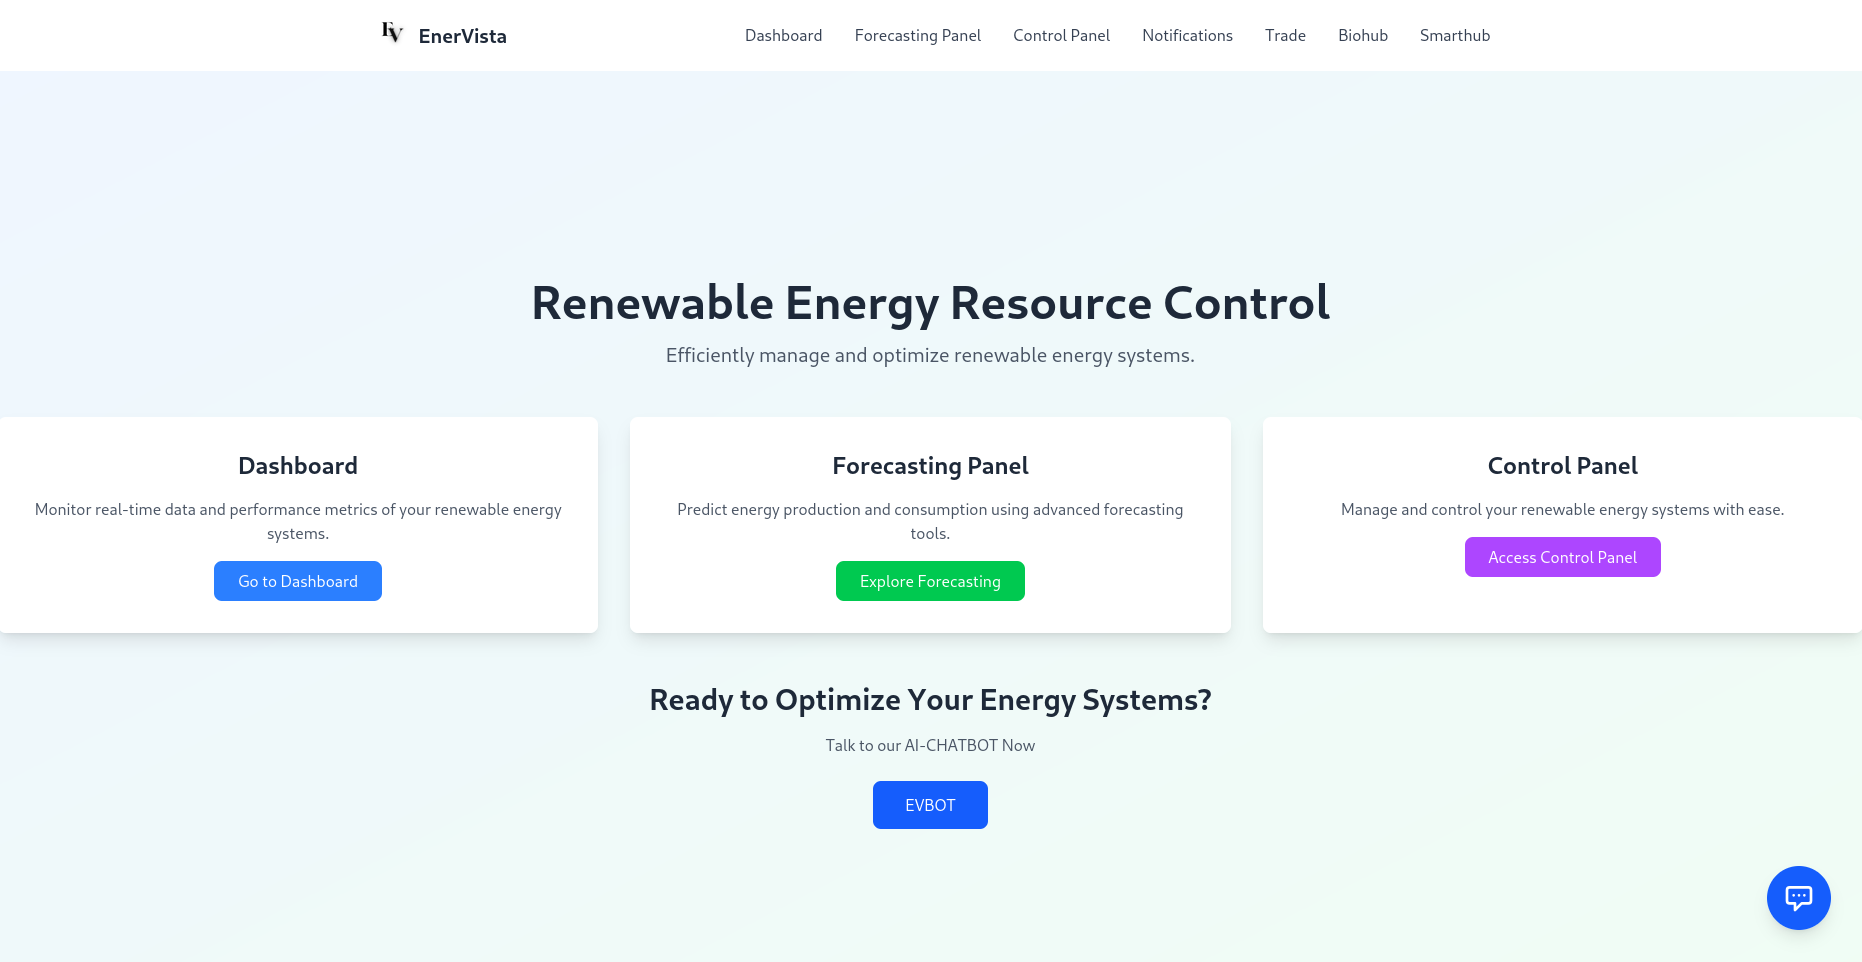 EV EnerVista
Dashboard Forecasting Panel Control Panel Notifications Trade Biohub Smarthub
Renewable Energy Resource Control
Efficiently manage and optimize renewable energy systems.
Dashboard
Monitor real-time data and performance metrics of your renewable energy
systems.
Go to Dashboard
Forecasting Panel
Predict energy production and consumption using advanced forecasting
tools.
Explore Forecasting
Control Panel
Manage and control your renewable energy systems with ease.
Access Control Panel
Ready to Optimize Your Energy Systems?
Talk to our AI-CHATBOT Now
EVBOT